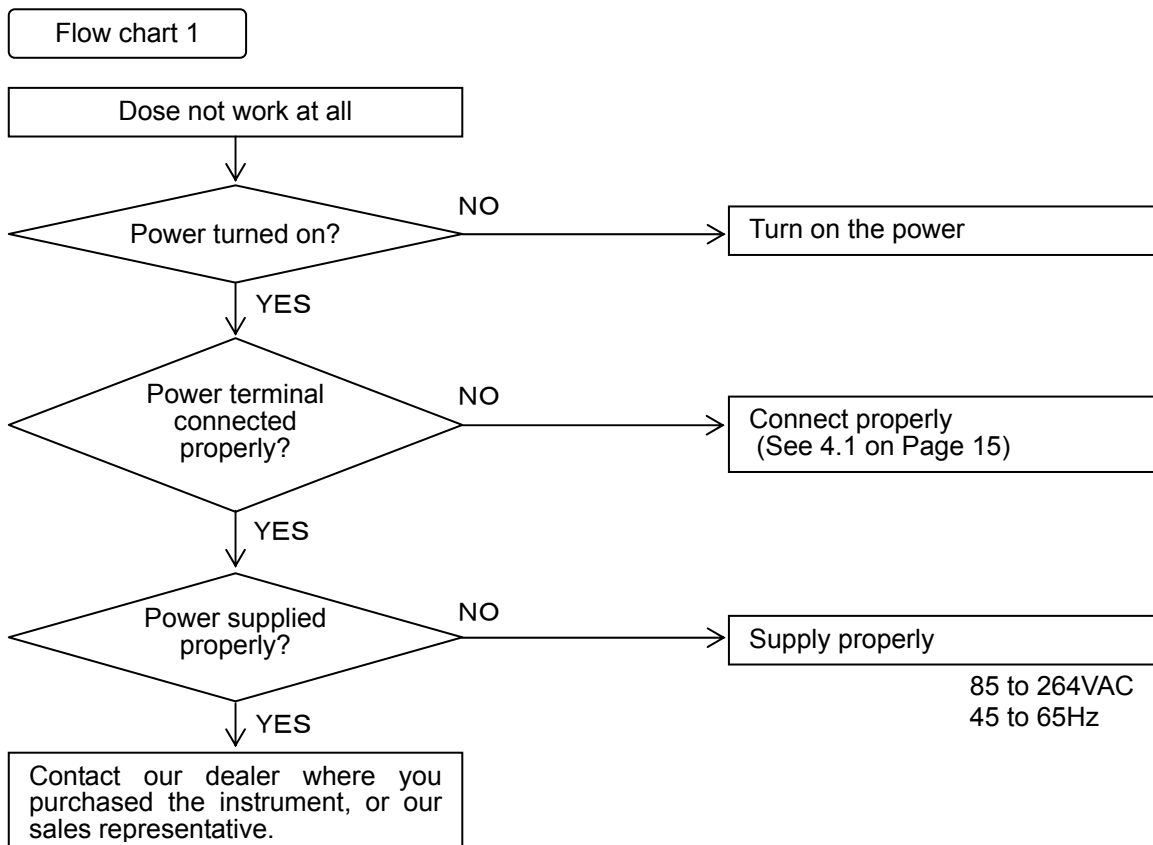 Flow chart 1
Dose not work at all
Power turned on?
NO
Turn on the power
YES
Power terminal
connected
properly?
NO
Connect properly
(See 4.1 on Page 15)
YES
Power supplied
properly?
NO
Supply properly
85 to 264VAC
45 to 65Hz
YES
Contact our dealer where you
purchased the instrument, or our
sales representative.